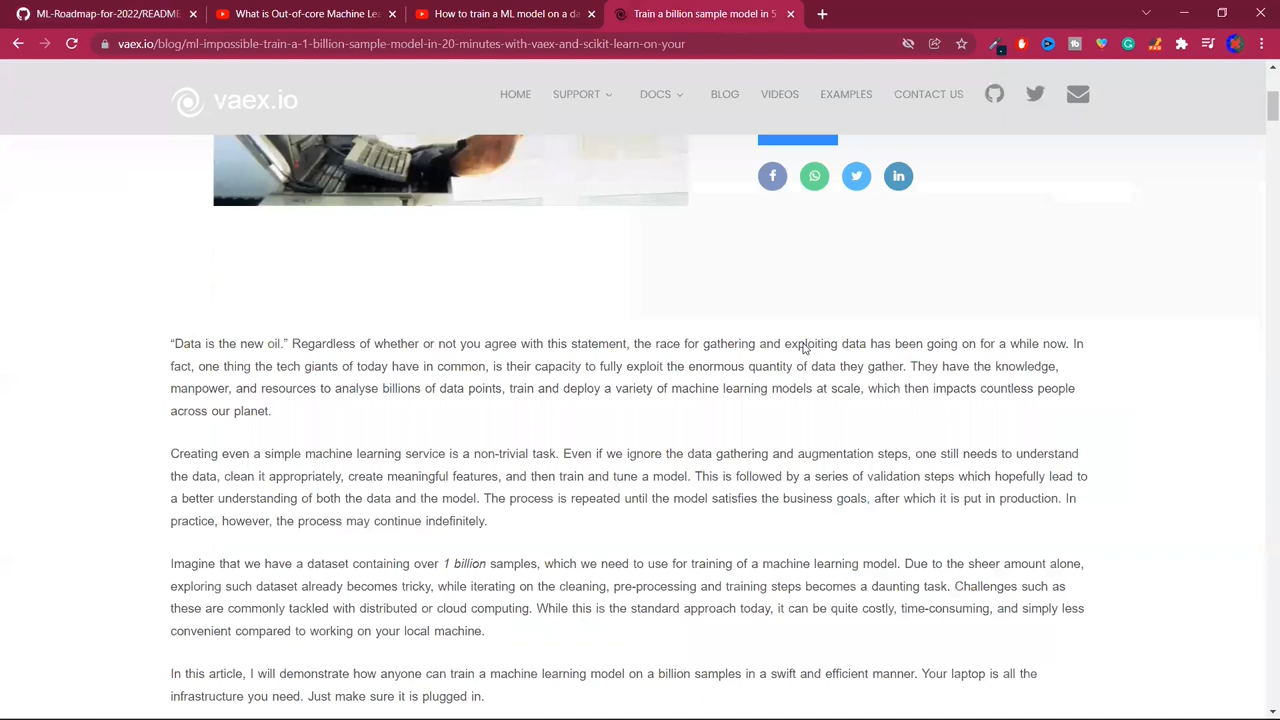 ML-Roadmap-for-2022/README
What is Out-of-core Machine Le
How to train a ML model on a da
Train a billion sample model in 5
vaex.io/blog/ml-impossible-train-a-1-billion-sample-model-in-20-minutes-with-vaex-and-scikit-learn-on-your
vaex.io
HOME SUPPORT DOCS BLOG VIDEOS EXAMPLES CONTACT US
“Data is the new oil.” Regardless of whether or not you agree with this statement, the race for gathering and exploiting data has been going on for a while now. In
fact, one thing the tech giants of today have in common, is their capacity to fully exploit the enormous quantity of data they gather. They have the knowledge,
manpower, and resources to analyse billions of data points, train and deploy a variety of machine learning models at scale, which then impacts countless people
across our planet.
Creating even a simple machine learning service is a non-trivial task. Even if we ignore the data gathering and augmentation steps, one still needs to understand
the data, clean it appropriately, create meaningful features, and then train and tune a model. This is followed by a series of validation steps which hopefully lead to
a better understanding of both the data and the model. The process is repeated until the model satisfies the business goals, after which it is put in production. In
practice, however, the process may continue indefinitely.
Imagine that we have a dataset containing over 1 billion samples, which we need to use for training of a machine learning model. Due to the sheer amount alone,
exploring such dataset already becomes tricky, while iterating on the cleaning, pre-processing and training steps becomes a daunting task. Challenges such as
these are commonly tackled with distributed or cloud computing. While this is the standard approach today, it can be quite costly, time-consuming, and simply less
convenient compared to working on your local machine.
In this article, I will demonstrate how anyone can train a machine learning model on a billion samples in a swift and efficient manner. Your laptop is all the
infrastructure you need. Just make sure it is plugged in.